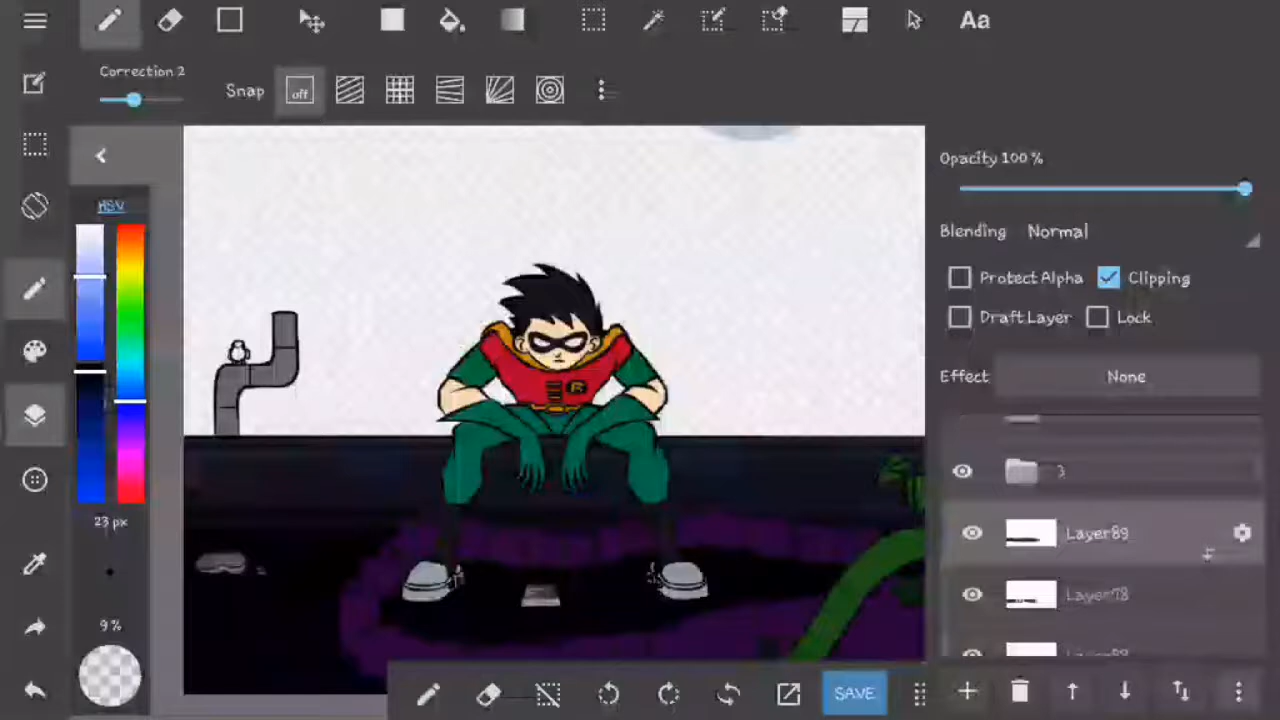 Aa
Correction 2
Snap
off
HSV
Opacity 100 %
Blending Normal
Protect Alpha
Clipping
Draft Layer
Lock
Effect
None
R
3
Layer89
Layer78
23 px
9 %
SAVE